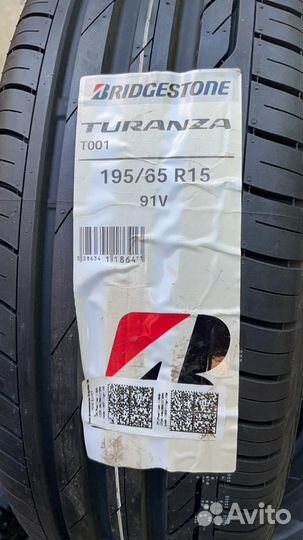 BRIDGESTONE
TURANZA
T001
195/65 R15
91V
Avito